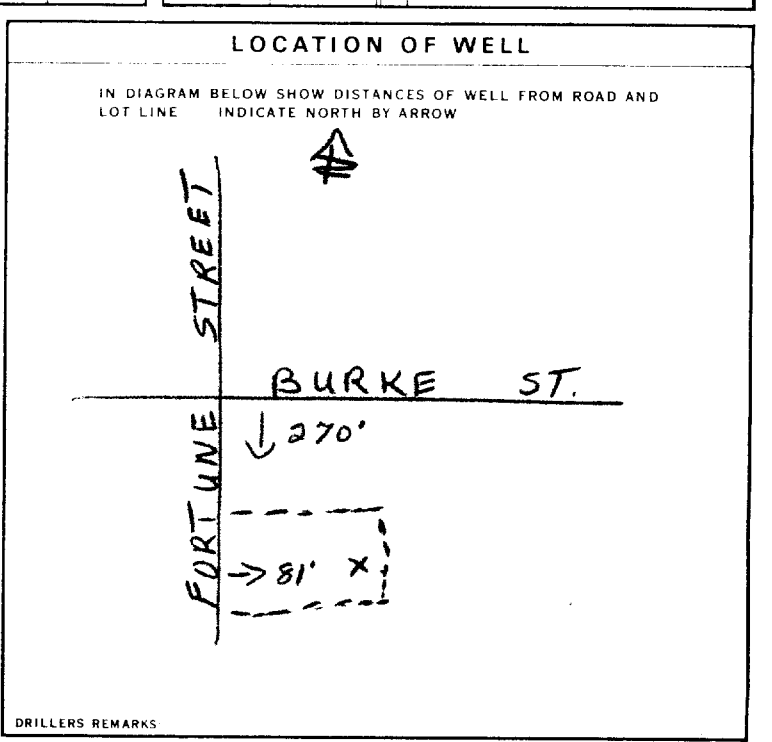 LOCATION OF WELL
IN DIAGRAM BELOW SHOW DISTANCES OF WELL FROM ROAD AND
LOT LINE INDICATE NORTH BY ARROW
N
FORTUNE STREET
BURKE ST.
↓ 270'
→ 81' X
DRILLERS REMARKS